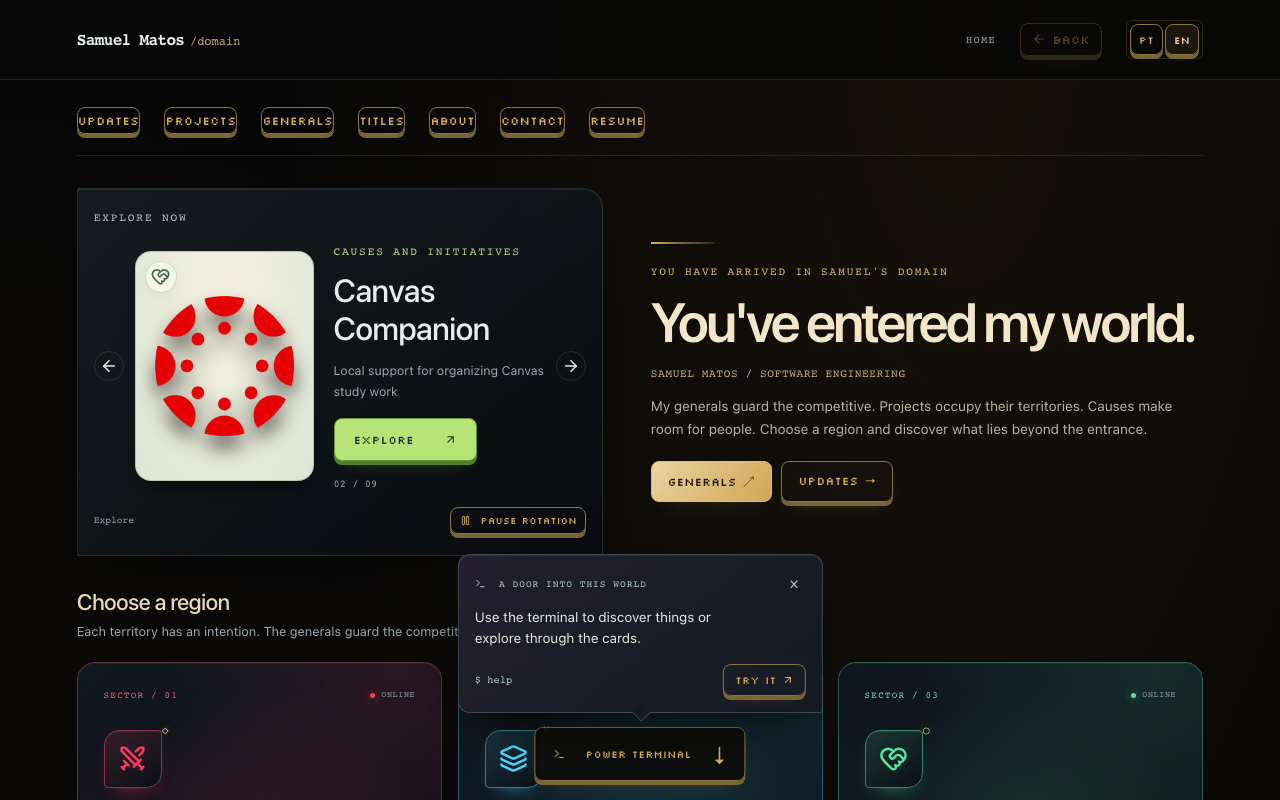 Samuel Matos /domain
HOME
← BACK
PT
EN
UPDATES
PROJECTS
GENERALS
TITLES
ABOUT
CONTACT
RESUME
EXPLORE NOW
CAUSES AND INITIATIVES
Canvas
Companion
Local support for organizing Canvas
study work
EXPLORE ↗
02 / 09
Explore
PAUSE ROTATION
YOU HAVE ARRIVED IN SAMUEL'S DOMAIN
You've entered my world.
SAMUEL MATOS / SOFTWARE ENGINEERING
My generals guard the competitive. Projects occupy their territories. Causes make
room for people. Choose a region and discover what lies beyond the entrance.
GENERALS ↗
UPDATES →
Choose a region
Each territory has an intention. The generals guard the competit
>_ A DOOR INTO THIS WORLD
Use the terminal to discover things or
explore through the cards.
$ help
TRY IT ↗
SECTOR / 01
ONLINE
SECTOR / 03
ONLINE
>_ POWER TERMINAL ↓